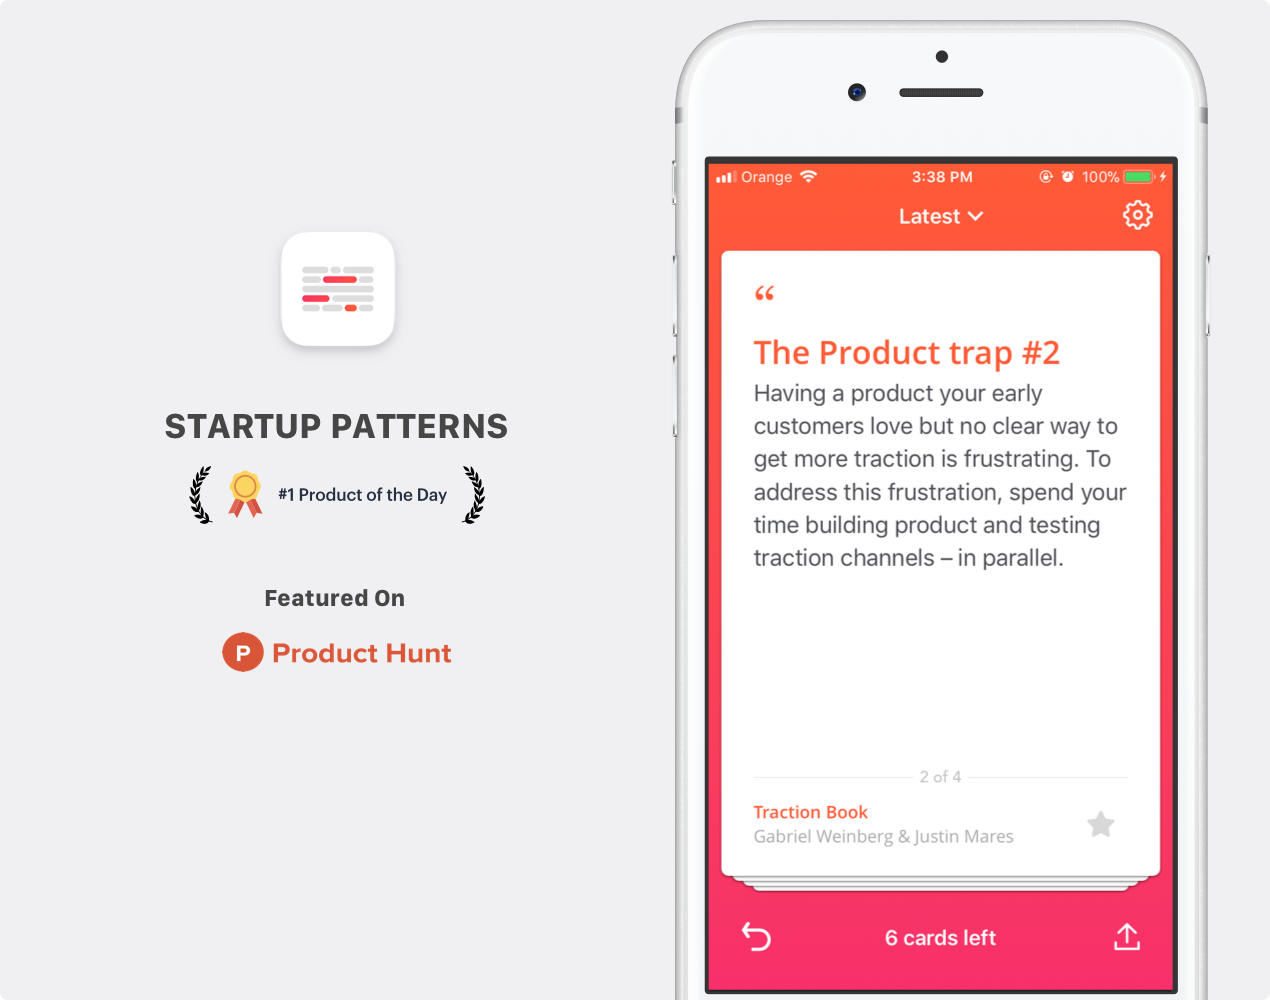 STARTUP PATTERNS
#1 Product of the Day
Featured On
P Product Hunt
Orange 3:38 PM 100%
Latest
“
The Product trap #2
Having a product your early
customers love but no clear way to
get more traction is frustrating. To
address this frustration, spend your
time building product and testing
traction channels – in parallel.
2 of 4
Traction Book
Gabriel Weinberg & Justin Mares
6 cards left